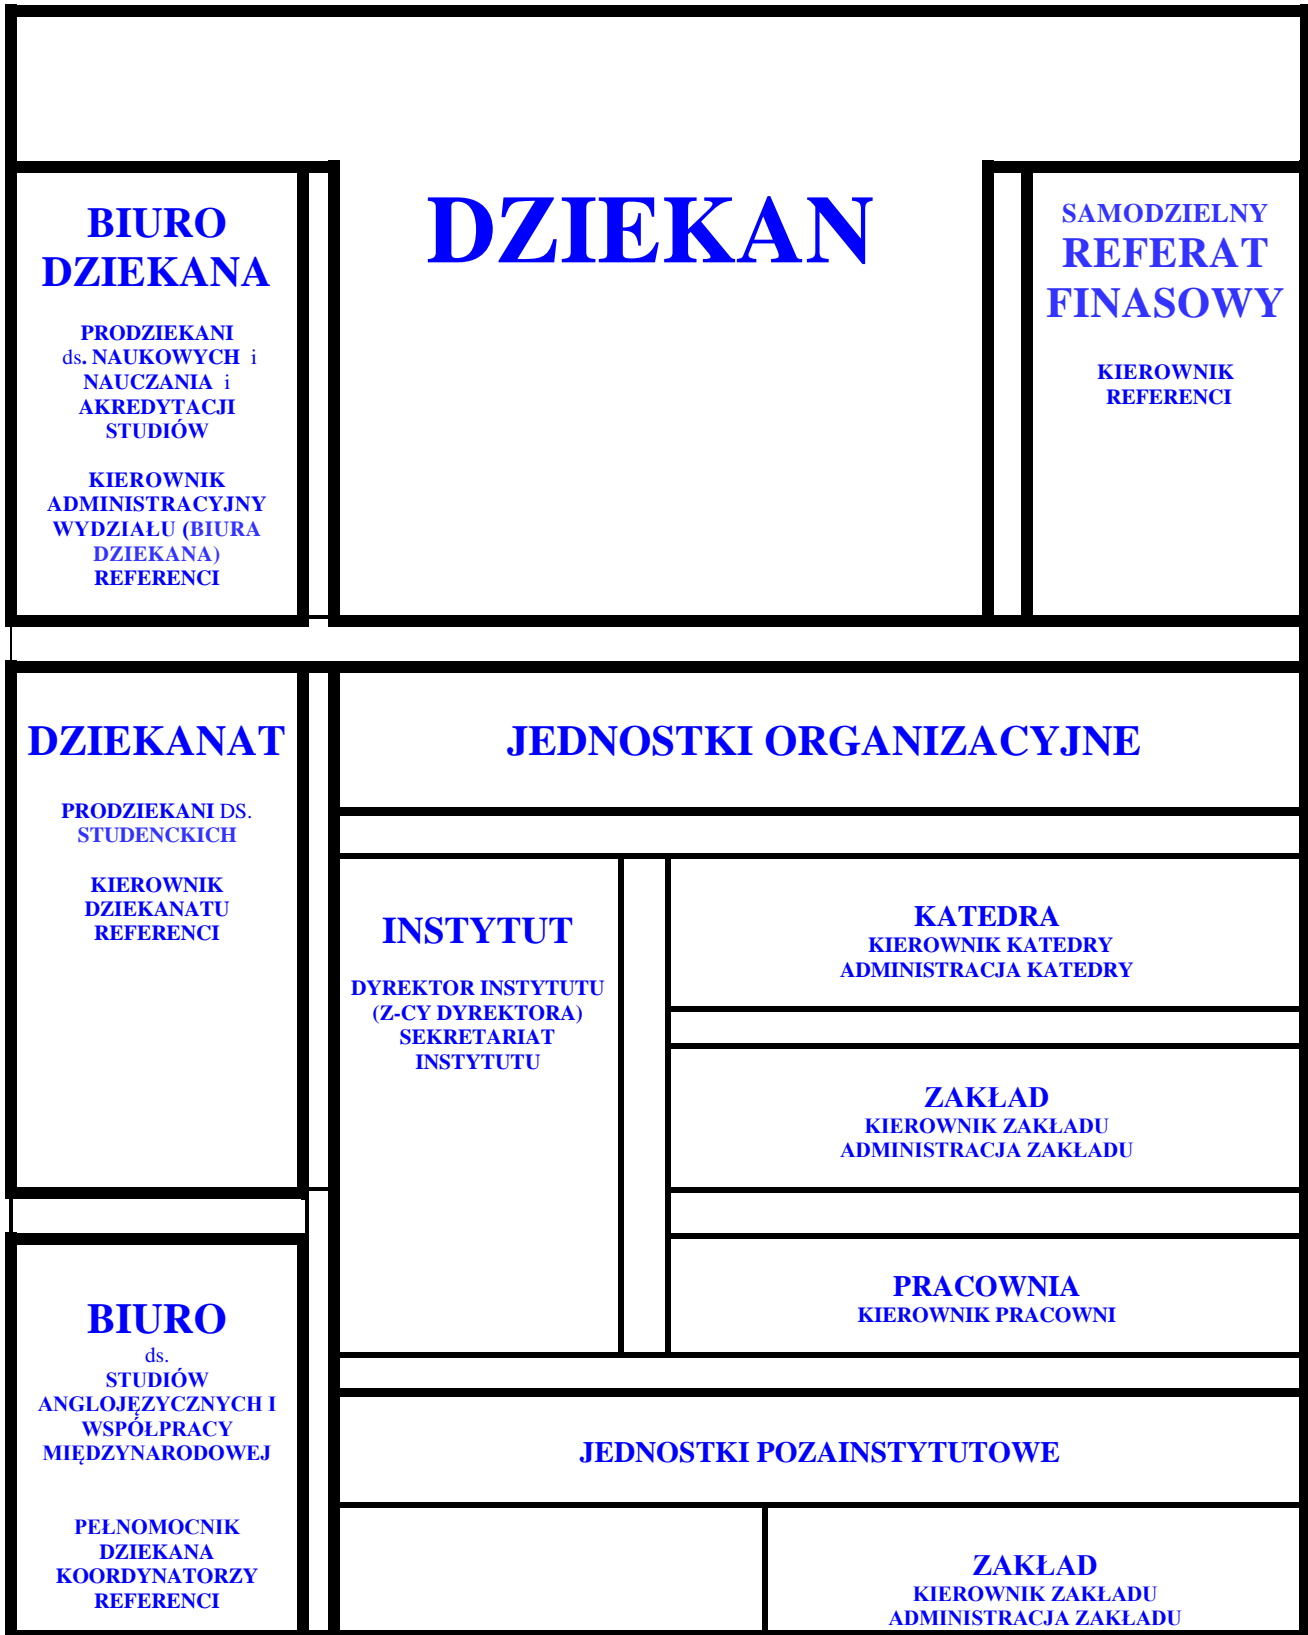 DZIEKAN
BIURO
DZIEKANA
PRODZIEKANI
ds. NAUKOWYCH i
NAUCZANIA i
AKREDYTACJI
STUDIÓW
KIEROWNIK
ADMINISTRACYJNY
WYDZIAŁU (BIURA
DZIEKANA)
REFERENCI
SAMODZIELNY
REFERAT
FINASOWY
KIEROWNIK
REFERENCI
DZIEKANAT
PRODZIEKANI DS.
STUDENCKICH
KIEROWNIK
DZIEKANATU
REFERENCI
JEDNOSTKI ORGANIZACYJNE
INSTYTUT
DYREKTOR INSTYTUTU
(Z-CY DYREKTORA)
SEKRETARIAT
INSTYTUTU
KATEDRA
KIEROWNIK KATEDRY
ADMINISTRACJA KATEDRY
ZAKŁAD
KIEROWNIK ZAKŁADU
ADMINISTRACJA ZAKŁADU
PRACOWNIA
KIEROWNIK PRACOWNI
BIURO
ds.
STUDIÓW
ANGLOJĘZYCZNYCH I
WSPÓŁPRACY
MIĘDZYNARODOWEJ
PEŁNOMOCNIK
DZIEKANA
KOORDYNATORZY
REFERENCI
JEDNOSTKI POZAINSTYTUTOWE
ZAKŁAD
KIEROWNIK ZAKŁADU
ADMINISTRACJA ZAKŁADU